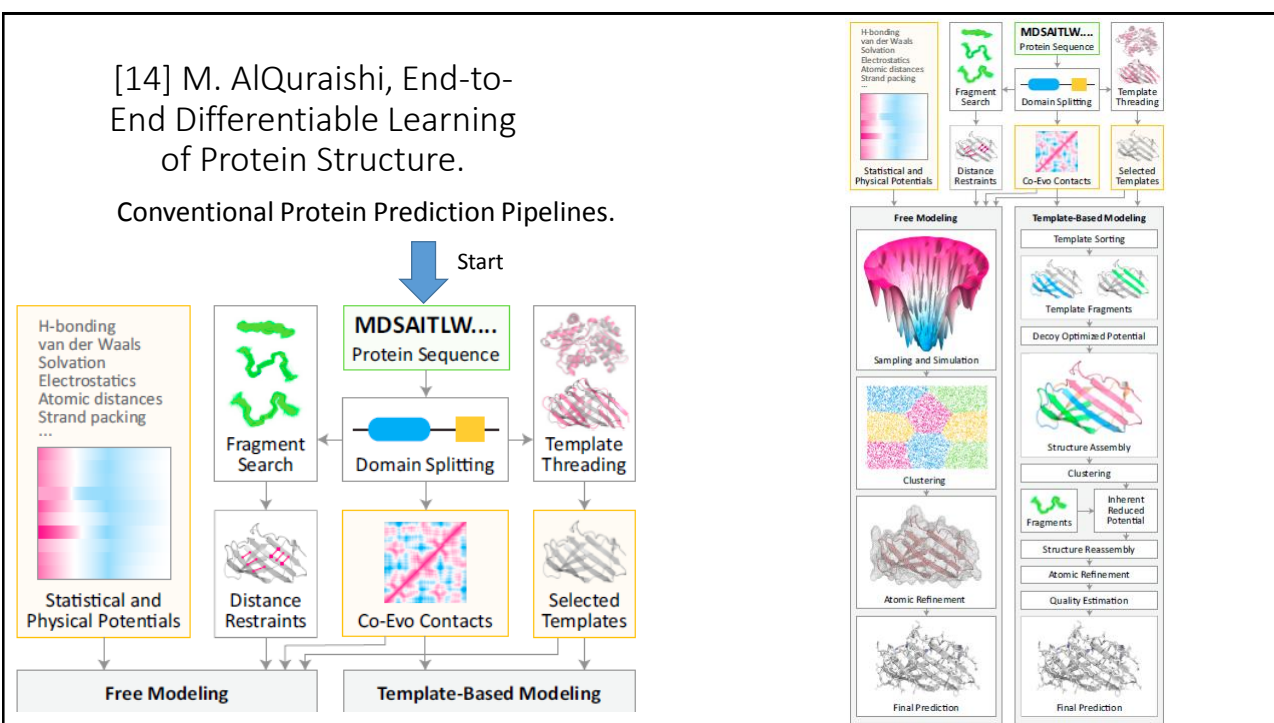 [14] M. AlQuraishi, End-to-
End Differentiable Learning
of Protein Structure.
Conventional Protein Prediction Pipelines.
Start
H-bonding
van der Waals
Solvation
Electrostatics
Atomic distances
Strand packing
...
Statistical and
Physical Potentials
Fragment
Search
MDSAITLW....
Protein Sequence
Domain Splitting
Template
Threading
Distance
Restraints
Co-Evo Contacts
Selected
Templates
Free Modeling
Template-Based Modeling
H-bonding
van der Waals
Solvation
Electrostatics
Atomic distances
Strand packing
...
Statistical and
Physical Potentials
Fragment
Search
MDSAITLW....
Protein Sequence
Domain Splitting
Template
Threading
Distance
Restraints
Co-Evo Contacts
Selected
Templates
Free Modeling
Sampling and Simulation
Clustering
Atomic Refinement
Final Prediction
Template-Based Modeling
Template Sorting
Template Fragments
Decoy Optimized Potential
Structure Assembly
Clustering
Fragments
Inherent
Reduced
Potential
Structure Reassembly
Atomic Refinement
Quality Estimation
Final Prediction